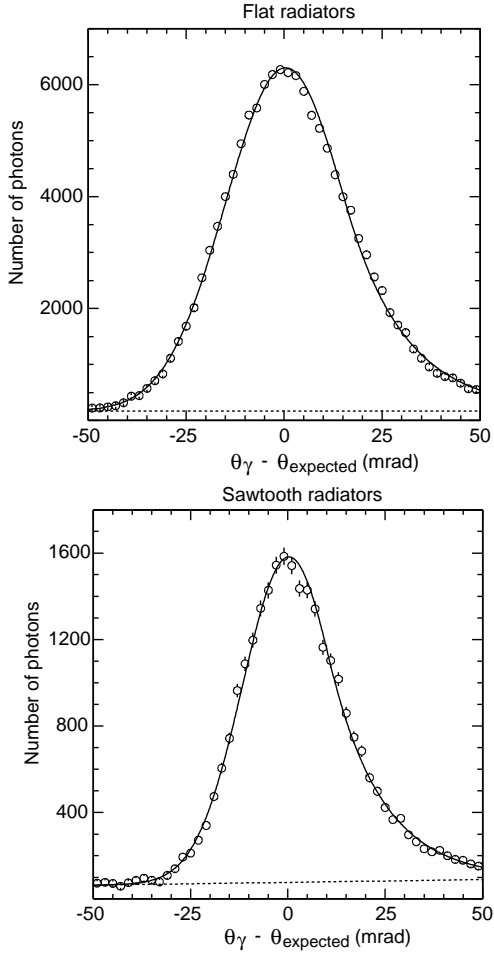 Flat radiators
Number of photons
6000
4000
2000
-50 -25 0 25 50
θγ - θexpected (mrad)
Sawtooth radiators
Number of photons
1600
1200
800
400
-50 -25 0 25 50
θγ - θexpected (mrad)